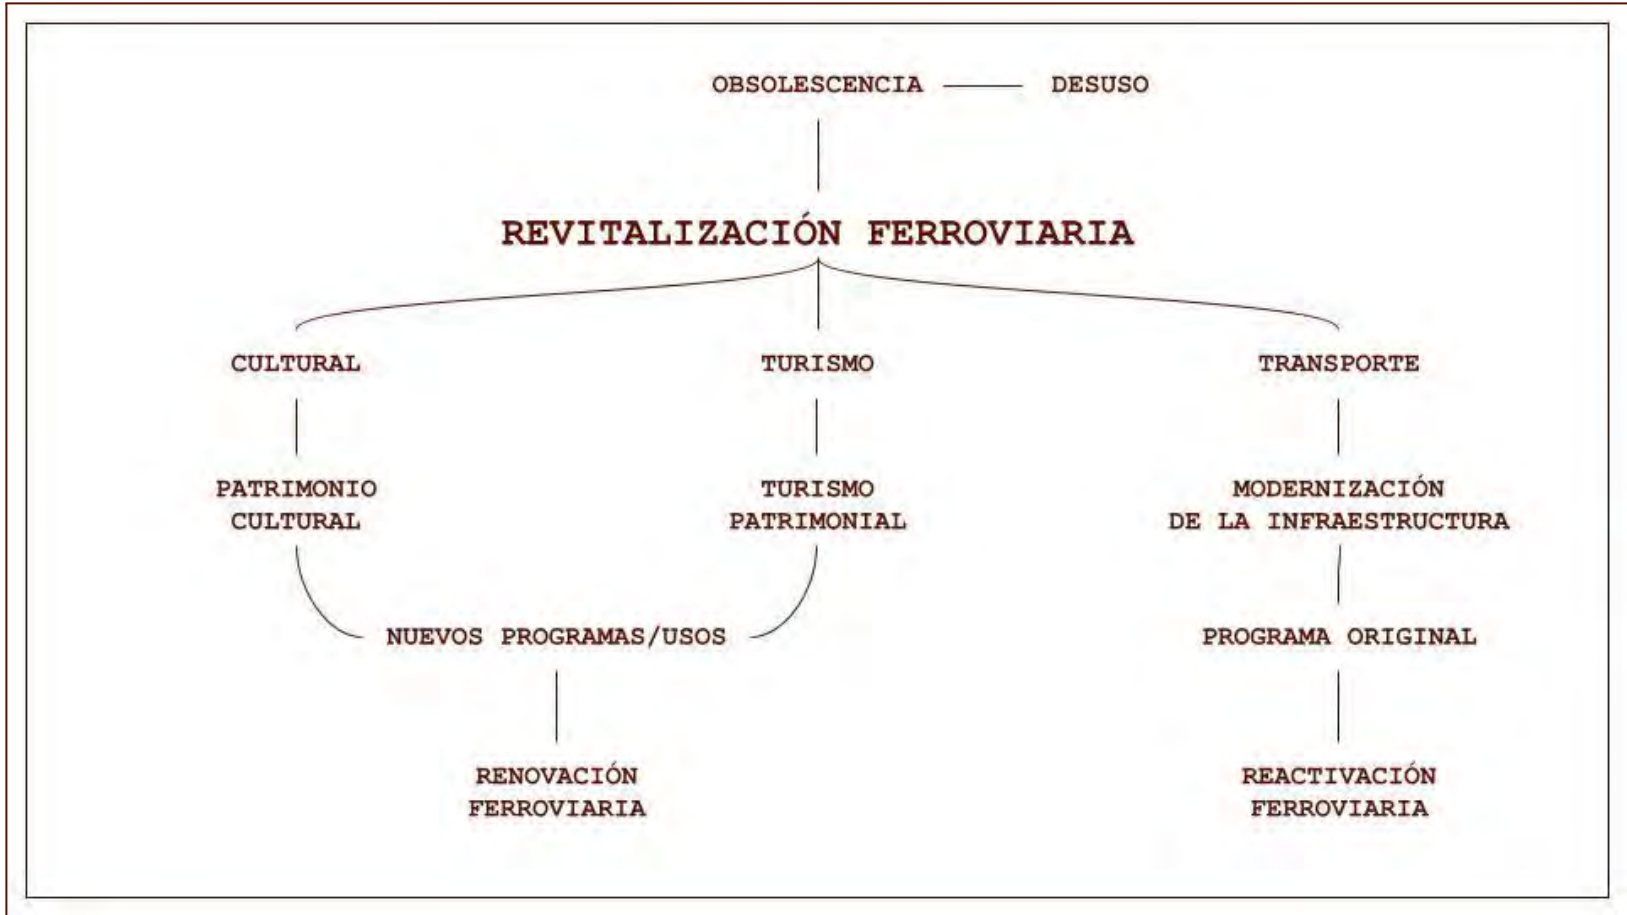 OBSOLESCENCIA DESUSO
REVITALIZACIÓN FERROVIARIA
CULTURAL TURISMO TRANSPORTE
PATRIMONIO
CULTURAL
TURISMO
PATRIMONIAL
MODERNIZACIÓN
DE LA INFRAESTRUCTURA
NUEVOS PROGRAMAS/USOS
PROGRAMA ORIGINAL
RENOVACIÓN
FERROVIARIA
REACTIVACIÓN
FERROVIARIA